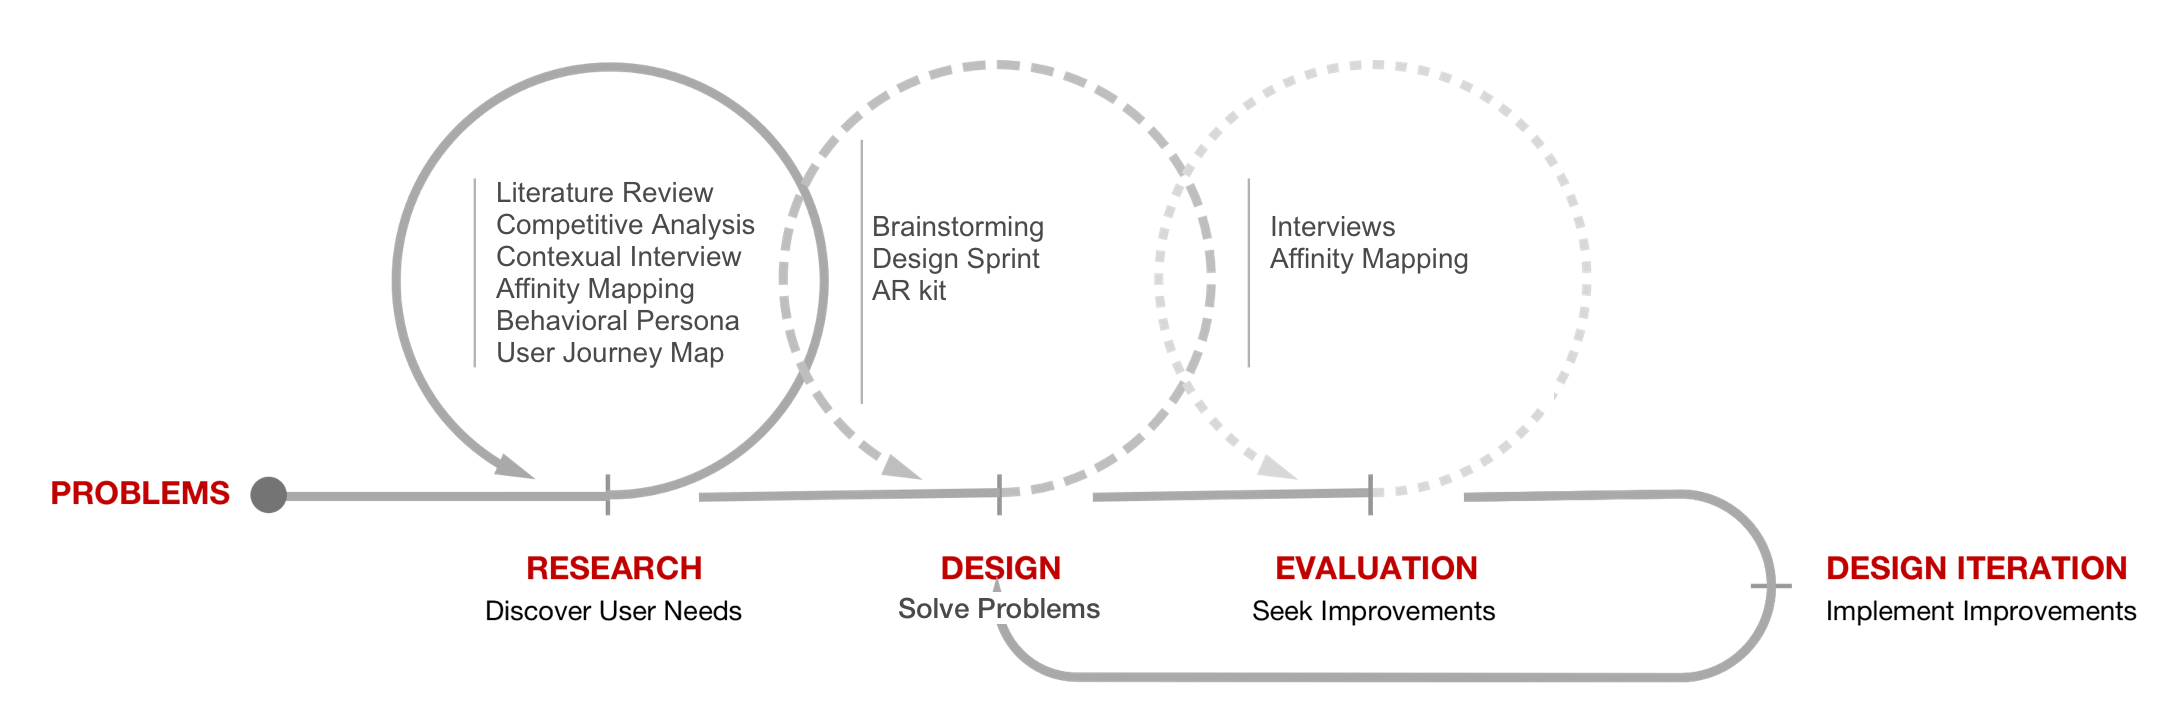 Literature Review
Competitive Analysis
Contexual Interview
Affinity Mapping
Behavioral Persona
User Journey Map
Brainstorming
Design Sprint
AR kit
Interviews
Affinity Mapping
PROBLEMS
RESEARCH
Discover User Needs
DESIGN
Solve Problems
EVALUATION
Seek Improvements
DESIGN ITERATION
Implement Improvements